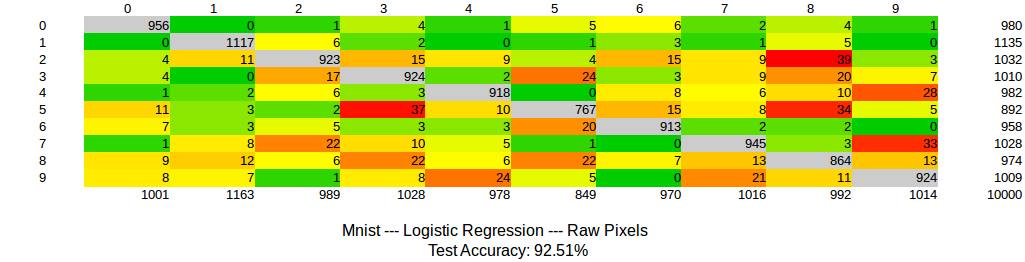 0 1 2 3 4 5 6 7 8 9
0 956 0 1 4 1 5 6 2 4 1 980
1 0 1117 6 2 0 1 3 1 5 0 1135
2 4 11 923 15 9 4 15 9 39 3 1032
3 4 0 17 924 2 24 3 9 20 7 1010
4 1 2 6 3 918 0 8 6 10 28 982
5 11 3 2 37 10 767 15 8 34 5 892
6 7 3 5 3 3 20 913 2 2 0 958
7 1 8 22 10 5 1 0 945 3 33 1028
8 9 12 6 22 6 22 7 13 864 13 974
9 8 7 1 8 24 5 0 21 11 924 1009
1001 1163 989 1028 978 849 970 1016 992 1014 10000
Mnist --- Logistic Regression --- Raw Pixels
Test Accuracy: 92.51%